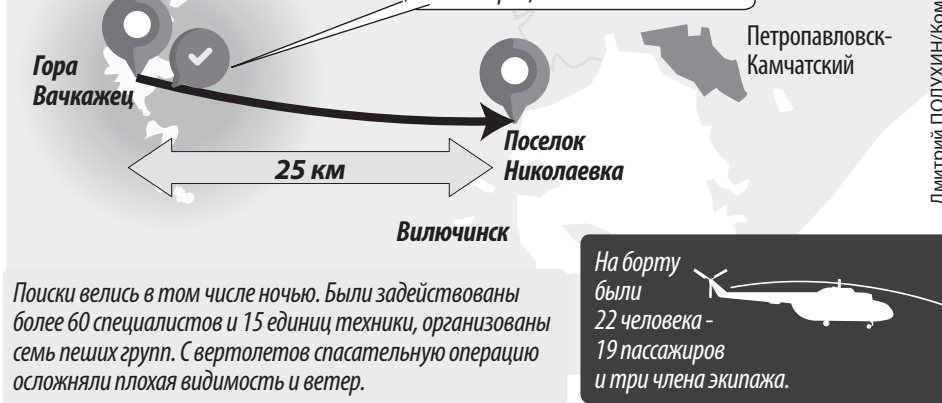 Гора
Вачкажец
Петропавловск-
Камчатский
Поселок
Николаевка
25 км
Вилючинск
Поиски велись в том числе ночью. Были задействованы
более 60 специалистов и 15 единиц техники, организованы
семь пеших групп. С вертолетов спасательную операцию
осложняли плохая видимость и ветер.
На борту
были
22 человека -
19 пассажиров
и три члена экипажа.
Дмитрий ПОЛУХИН/Ком